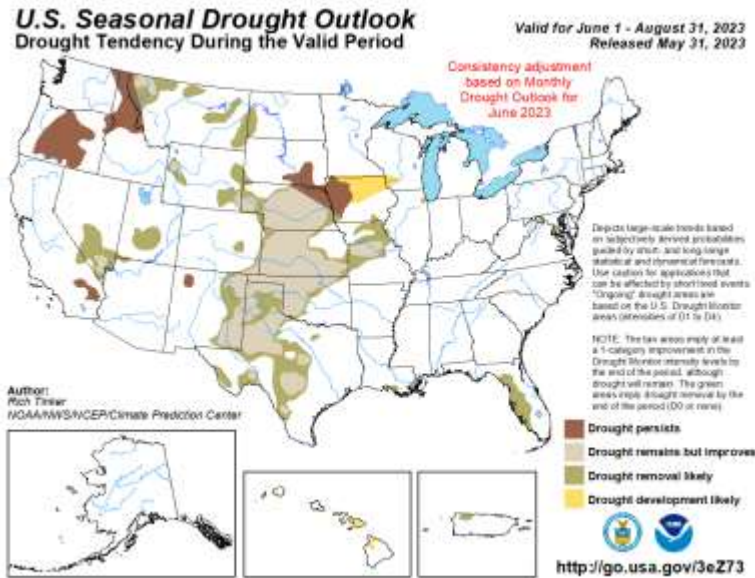 U.S. Seasonal Drought Outlook
Drought Tendency During the Valid Period
Valid for June 1 - August 31, 2023
Released May 31, 2023
Consistency adjustment
based on Monthly
Drought Outlook for
June 2023
Depicts large-scale trends based
on subjectively derived probabilities
guided by short- and long-range
statistical and dynamical forecasts.
Use caution for applications that
can be affected by short lived events.
"Ongoing" drought areas are
based on the U.S. Drought Monitor
areas (intensities of D1 to D4).
NOTE: The tan areas imply at least
a 1-category improvement in the
Drought Monitor intensity levels by
the end of the period, although
drought will remain. The green
areas imply drought removal by the
end of the period (D0 or none).
Author:
Rich Tinker
NOAA/NWS/NCEP/Climate Prediction Center
Drought persists
Drought remains but improves
Drought removal likely
Drought development likely
http://go.usa.gov/3eZ73